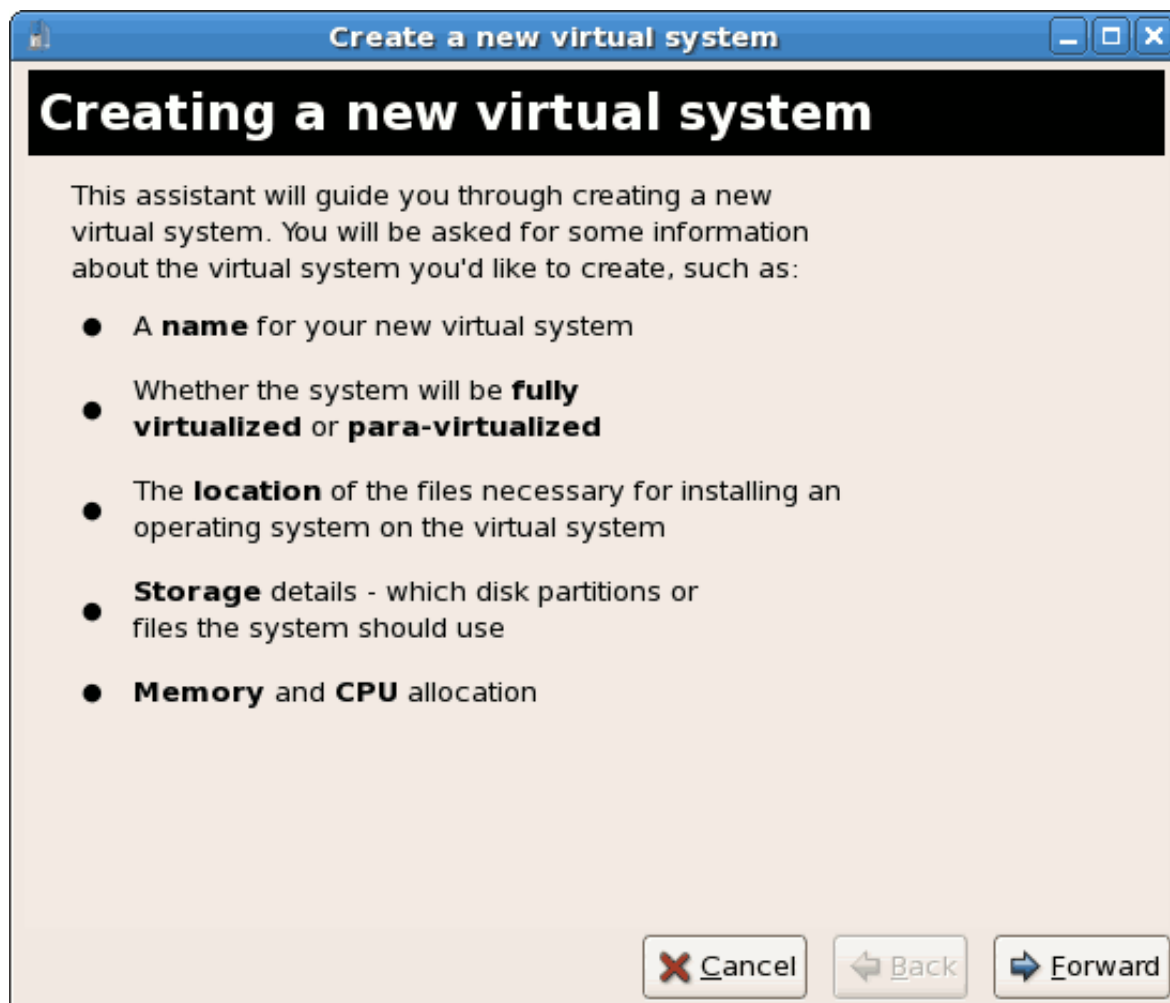 Create a new virtual system
Creating a new virtual system
This assistant will guide you through creating a new
virtual system. You will be asked for some information
about the virtual system you'd like to create, such as:
● A name for your new virtual system
● Whether the system will be fully
virtualized or para-virtualized
● The location of the files necessary for installing an
operating system on the virtual system
● Storage details - which disk partitions or
files the system should use
● Memory and CPU allocation
Cancel Back Forward